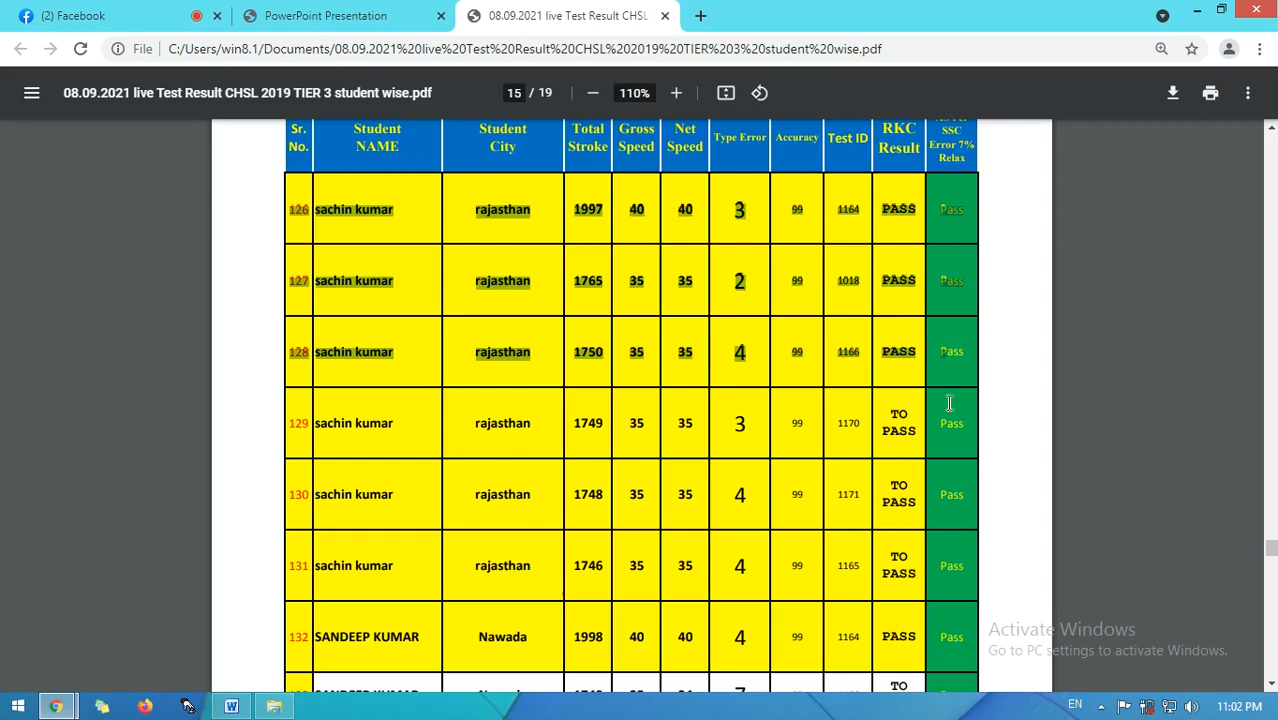 (2) Facebook
PowerPoint Presentation
08.09.2021 live Test Result CHSL
File
C:/Users/win8.1/Documents/08.09.2021%20live%20Test%20Result%20CHSL%202019%20TIER%203%20student%20wise.pdf
08.09.2021 live Test Result CHSL 2019 TIER 3 student wise.pdf
15 / 19
110%
Sr. No. Student NAME Student City Total Stroke Gross Speed Net Speed Type Error Accuracy Test ID RKC Result SSC Error 7% Relax
126 sachin kumar rajasthan 1997 40 40 3 99 1164 PASS Pass
127 sachin kumar rajasthan 1765 35 35 2 99 1018 PASS Pass
128 sachin kumar rajasthan 1750 35 35 4 99 1166 PASS Pass
129 sachin kumar rajasthan 1749 35 35 3 99 1170 TO PASS Pass
130 sachin kumar rajasthan 1748 35 35 4 99 1171 TO PASS Pass
131 sachin kumar rajasthan 1746 35 35 4 99 1165 TO PASS Pass
132 SANDEEP KUMAR Nawada 1998 40 40 4 99 1164 PASS Pass
TO
Activate Windows
Go to PC settings to activate Windows.
EN
11:02 PM